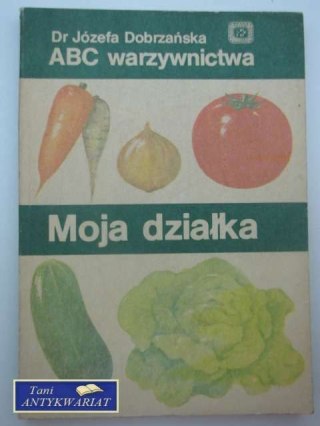 Dr Józefa Dobrzańska
ABC warzywnictwa
Moja działka
Tani
ANTYKWARIAT